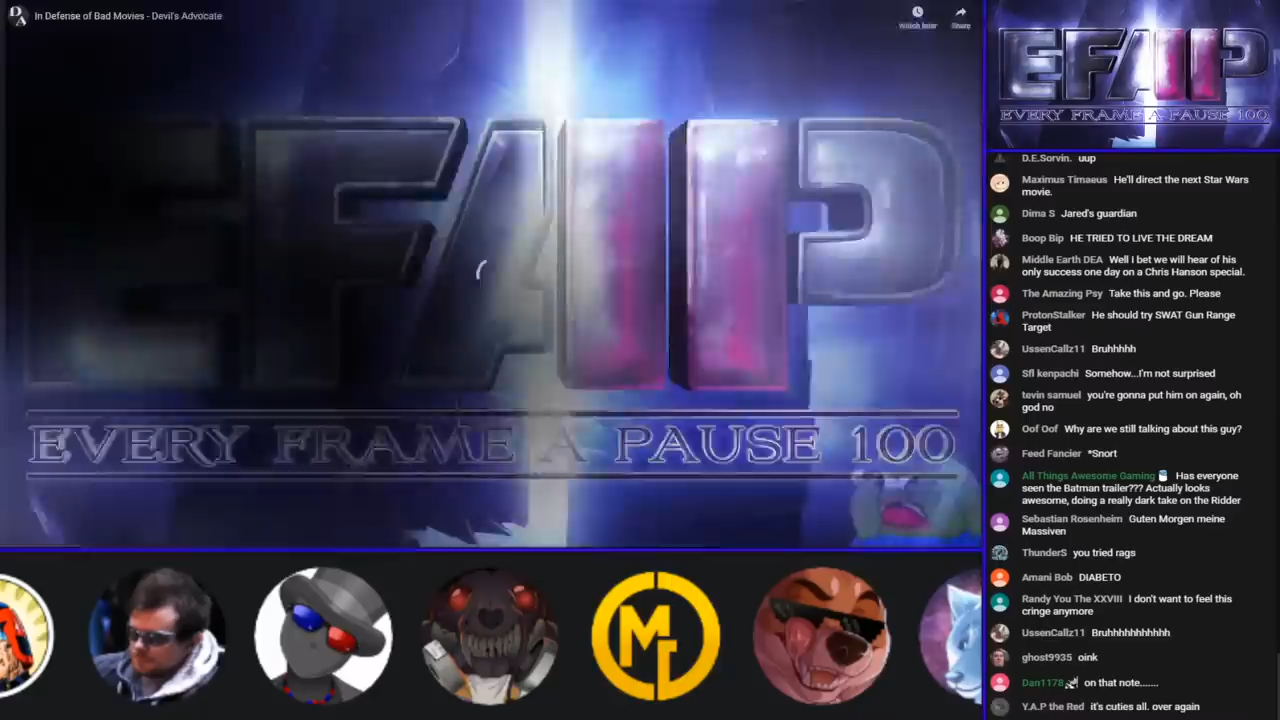 DA
In Defense of Bad Movies - Devil's Advocate
Watch later
Share
EFAP
EVERY FRAME A PAUSE 100
EFAP
EVERY FRAME A PAUSE 100
D.E.Sorvin. uup
Maximus Timaeus He'll direct the next Star Wars
movie.
Dima S Jared's guardian
Boop Bip HE TRIED TO LIVE THE DREAM
Middle Earth DEA Well I bet we will hear of his
only success one day on a Chris Hanson special.
The Amazing Psy Take this and go. Please
ProtonStalker He should try SWAT Gun Range
Target
UssenCallz11 Bruhhhhh
Sfl kenpachi Somehow...I'm not surprised
tevin samuel you're gonna put him on again, oh
god no
Oof Oof Why are we still talking about this guy?
Feed Fancier *Snort
All Things Awesome Gaming Has everyone
seen the Batman trailer??? Actually looks
awesome, doing a really dark take on the Ridder
Sebastian Rosenheim Guten Morgen meine
Massiven
ThunderS you tried rags
Amani Bob DIABETO
Randy You The XXVIII I don't want to feel this
cringe anymore
UssenCallz11 Bruhhhhhhhhhhh
ghost9935 oink
Dan1178 on that note.......
Y.A.P the Red it's cuties all. over again
MG